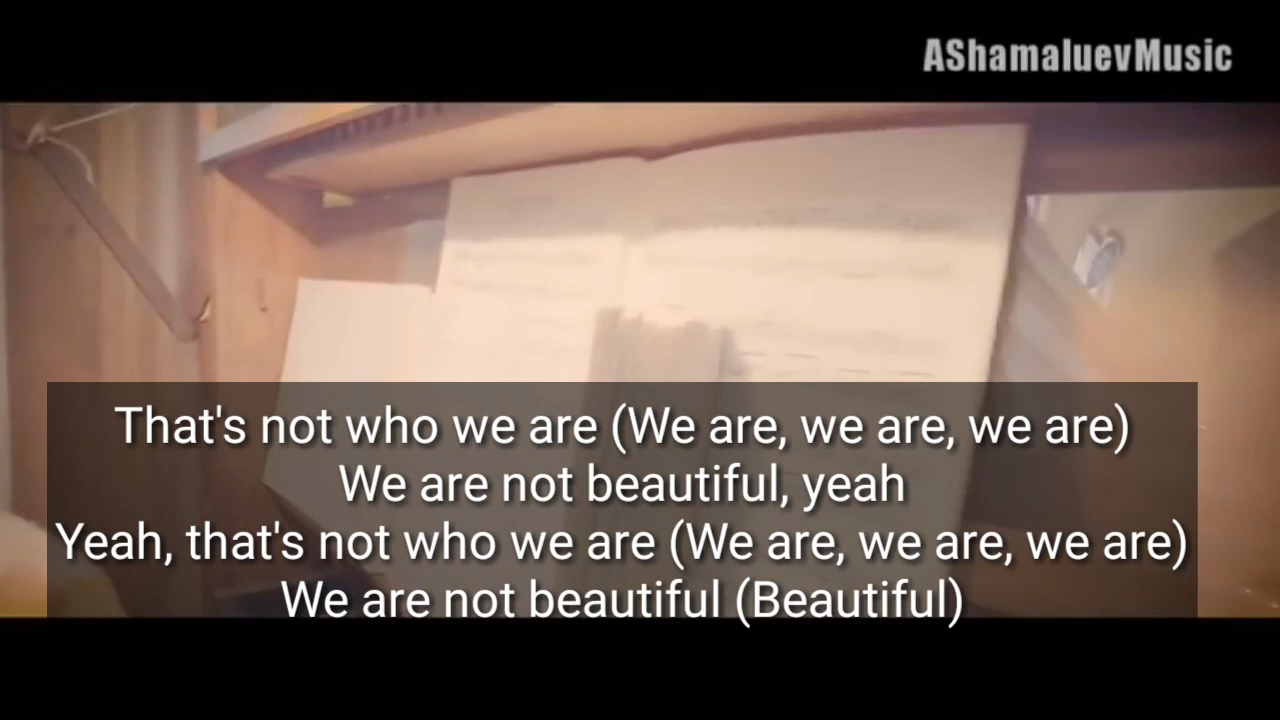 AShamaluevMusic
That's not who we are (We are, we are, we are)
We are not beautiful, yeah
Yeah, that's not who we are (We are, we are, we are)
We are not beautiful (Beautiful)